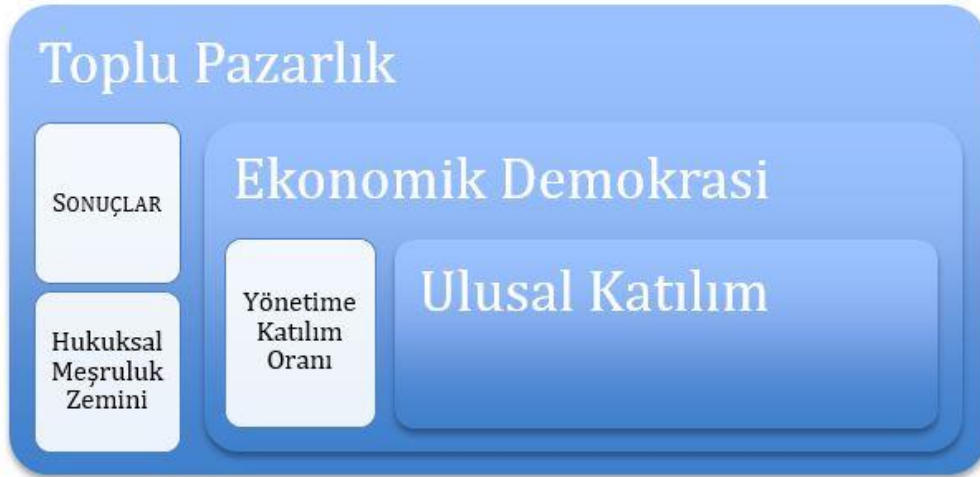 Toplu Pazarlık
SONUÇLAR
Hukuksal
Meşruluk
Zemini
Ekonomik Demokrasi
Yönetime
Katılım
Oranı
Ulusal Katılım